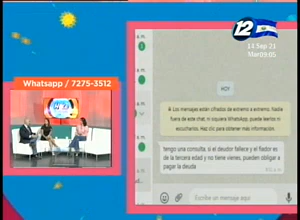 12
14 Sep 21
Mar09:05
Whatsapp / 7275-3512
HOY
Los mensajes están cifrados de extremo a extremo. Nadie
fuera de este chat, ni siquiera WhatsApp, puede leerlos ni
escucharlos. Haz clic para obtener más información.
tengo una consulta, si el deudor fallece y el fiador es
de la tercera edad y no tiene vienes, pueden obligar a
pagar la deuda
Escribe un mensaje aquí